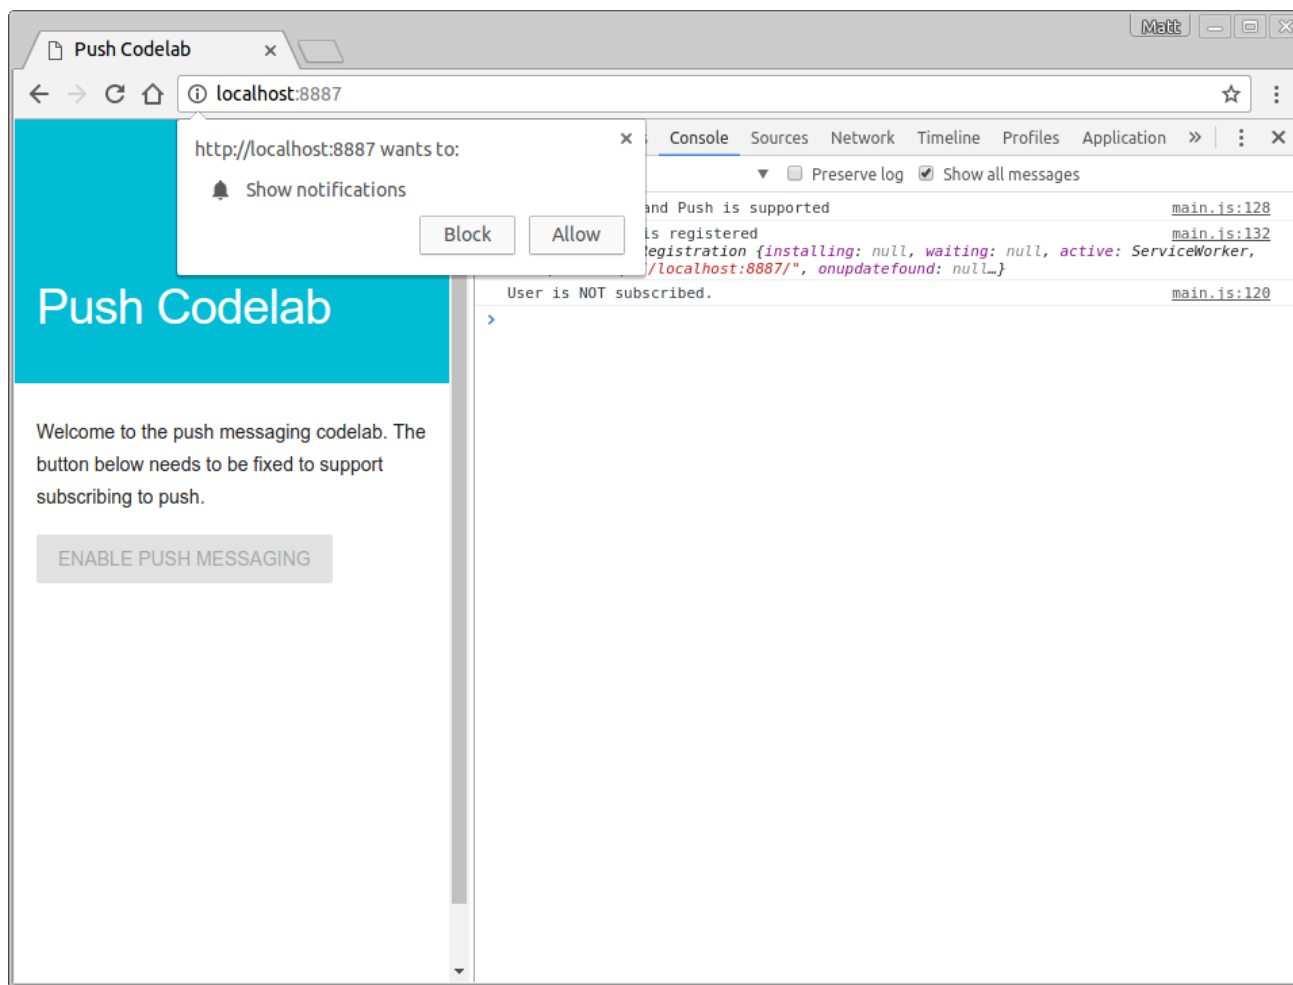 Matt
Push Codelab
localhost:8887
http://localhost:8887 wants to:
Show notifications
Block Allow
Console Sources Network Timeline Profiles Application »
Preserve log Show all messages
and Push is supported main.js:128
is registered main.js:132
Registration {installing: null, waiting: null, active: ServiceWorker,
/localhost:8887/", onupdatefound: null…}
User is NOT subscribed. main.js:120
Push Codelab
Welcome to the push messaging codelab. The
button below needs to be fixed to support
subscribing to push.
ENABLE PUSH MESSAGING